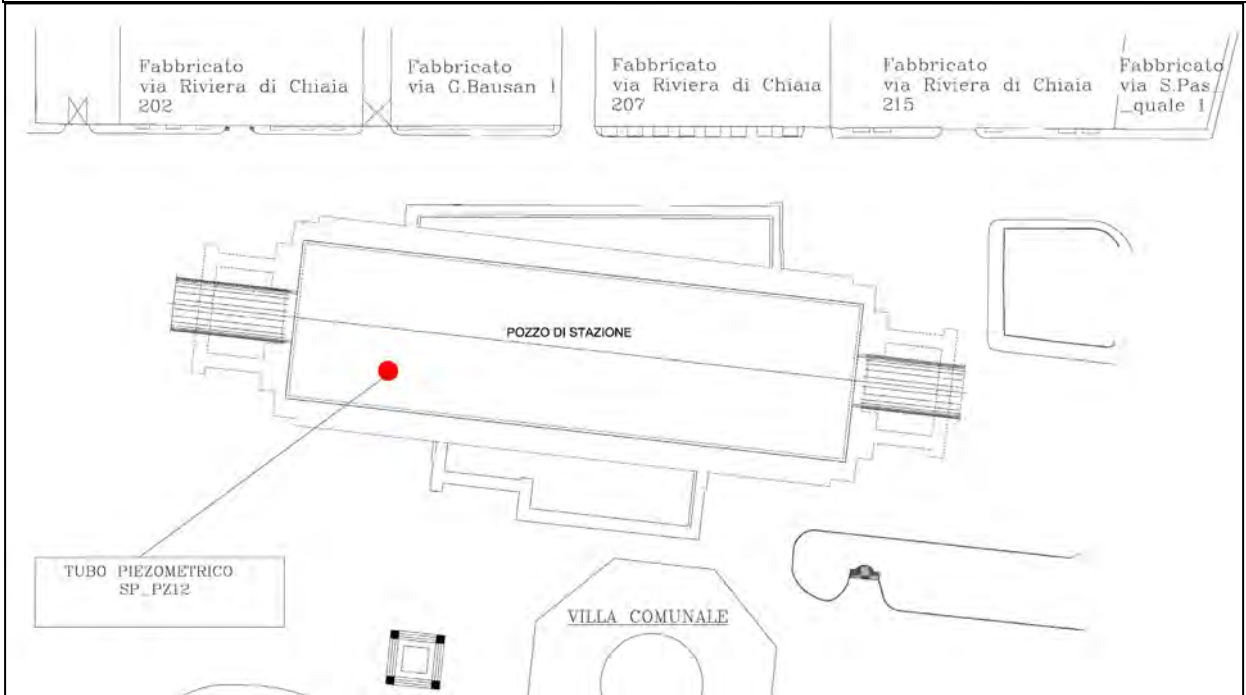 Fabbricato
via Riviera di Chiaia
202
Fabbricato
via G.Bausan 1
Fabbricato
via Riviera di Chiaia
207
Fabbricato
via Riviera di Chiaia
215
Fabbricato
via S.Pas
_quale 1
POZZO DI STAZIONE
TUBO PIEZOMETRICO
SP_PZ12
VILLA COMUNALE